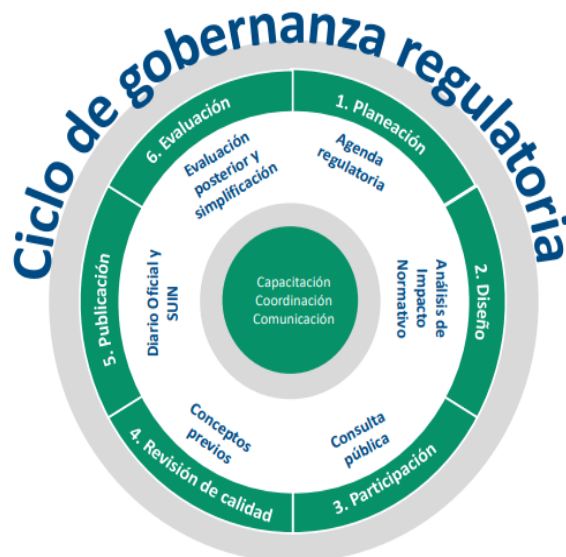 Ciclo de gobernanza regulatoria
1. Planeación
Agenda
regulatoria
2. Diseño
Análisis de
Impacto
Normativo
3. Participación
Consulta
pública
4. Revisión de calidad
Conceptos
previos
5. Publicación
Diario Oficial y
SUIN
6. Evaluación
Evaluación
posterior y
simplificación
Capacitación
Coordinación
Comunicación